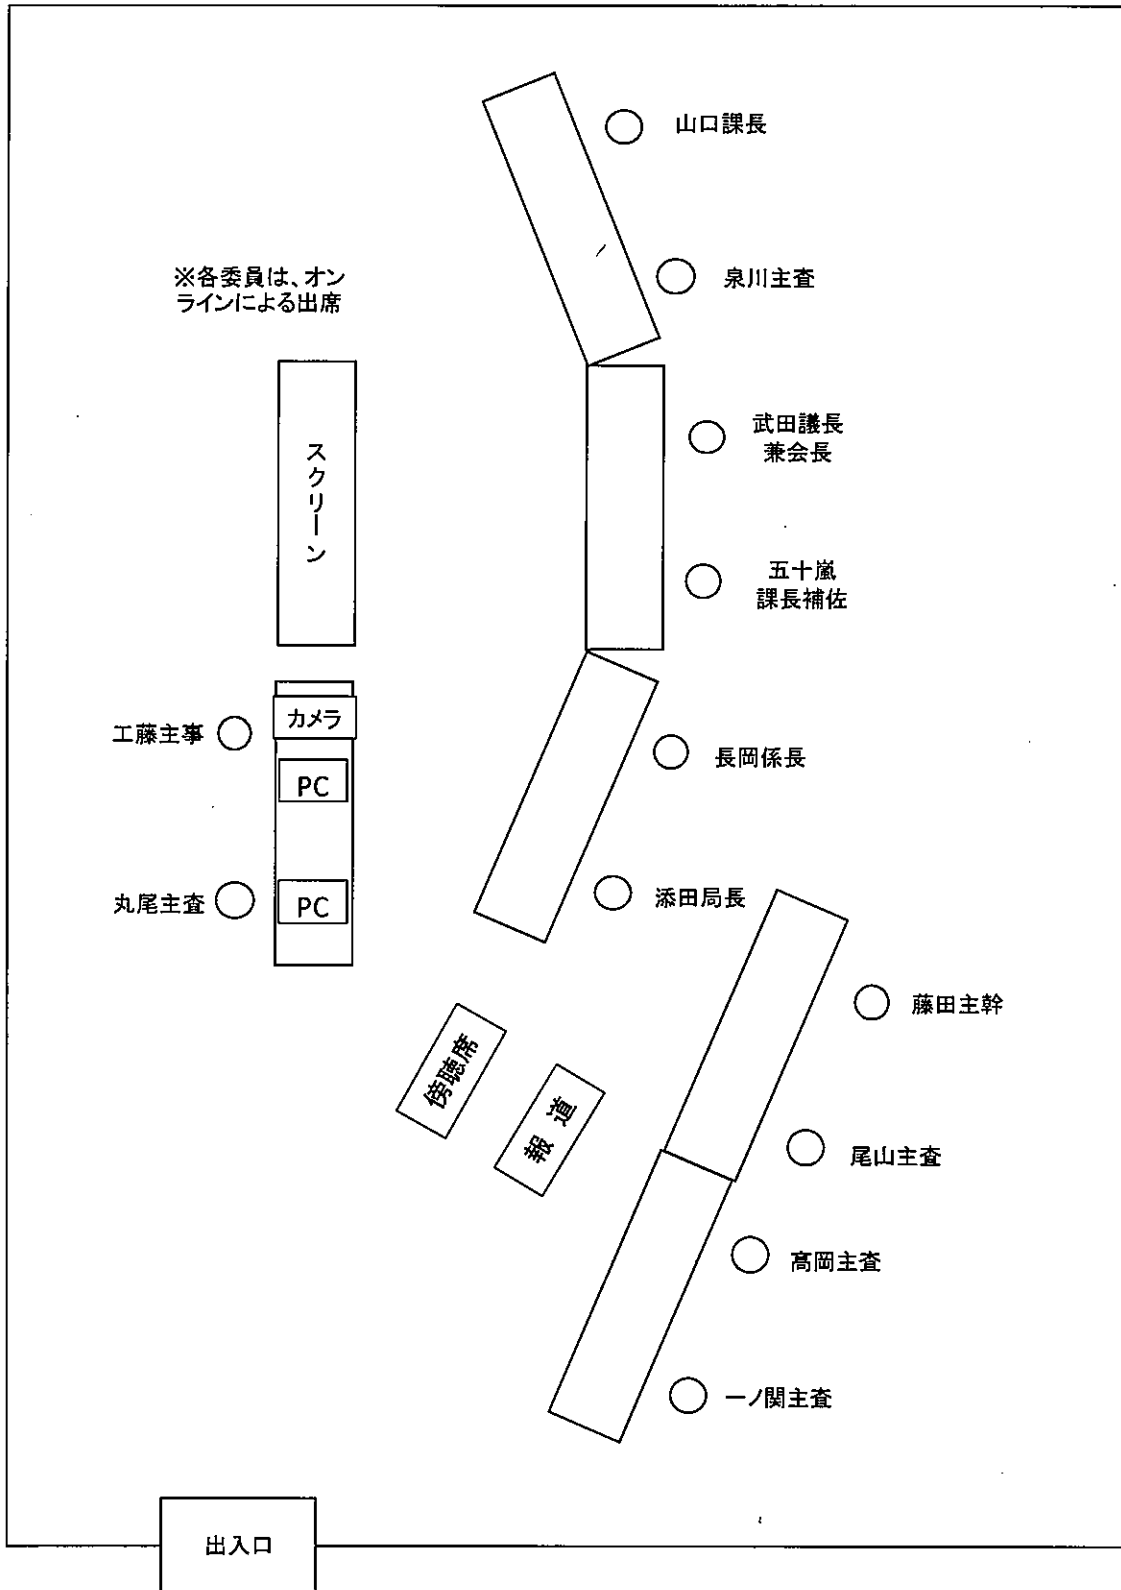 山口課長
泉川主査
※各委員は、オン
ラインによる出席
武田議長
兼会長
スクリーン
五十嵐
課長補佐
カメラ
工藤主事
長岡係長
PC
丸尾主査
PC
添田局長
藤田主幹
傍聴席
報道
尾山主査
高岡主査
一ノ関主査
出入口